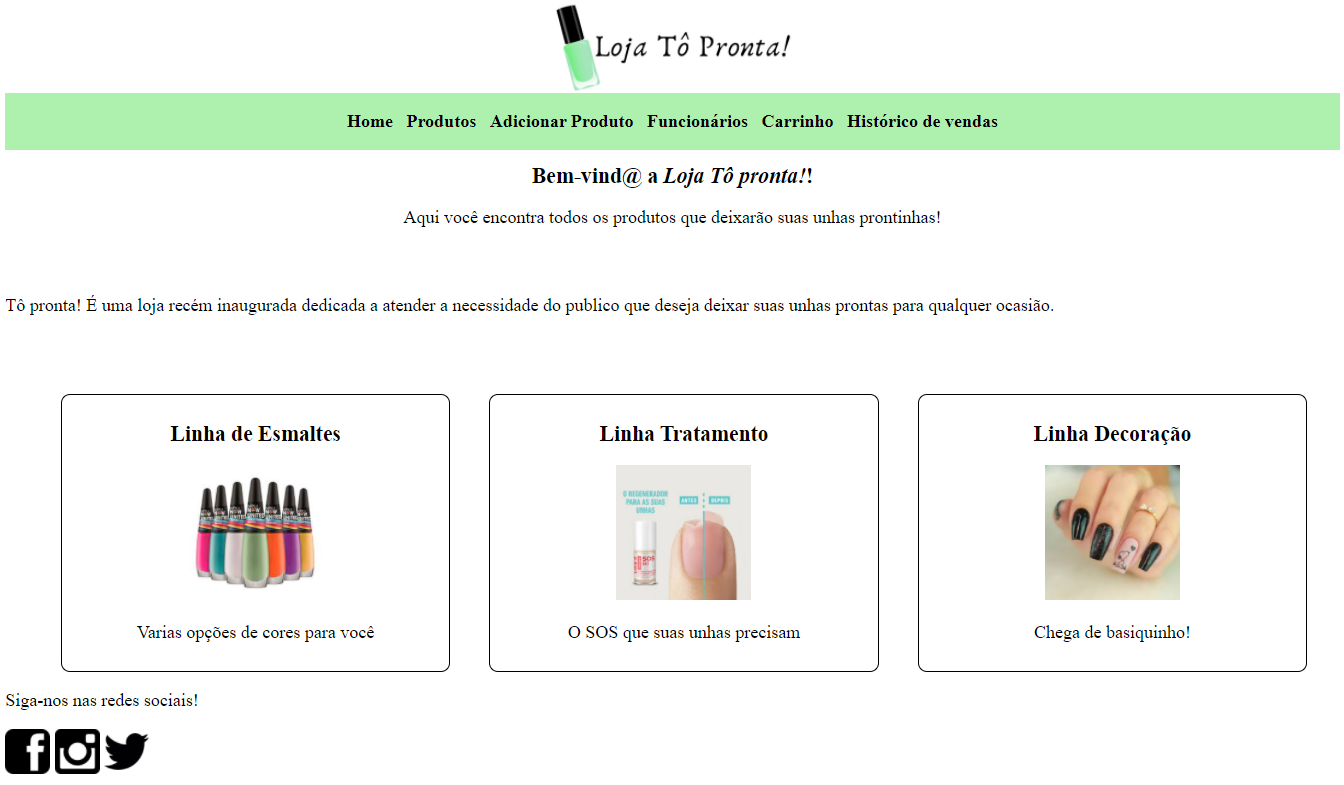 Loja Tô Pronta!
Home Produtos Adicionar Produto Funcionários Carrinho Histórico de vendas
Bem-vind@ a Loja Tô pronta!!
Aqui você encontra todos os produtos que deixarão suas unhas prontinhas!
Tô pronta! É uma loja recém inaugurada dedicada a atender a necessidade do publico que deseja deixar suas unhas prontas para qualquer ocasião.
Linha de Esmaltes
Varias opções de cores para você
Linha Tratamento
O REGENERADOR
PARA AS SUAS
UNHAS
ANTES
DEPOIS
SOS
O SOS que suas unhas precisam
Linha Decoração
Chega de basiquinho!
Siga-nos nas redes sociais!